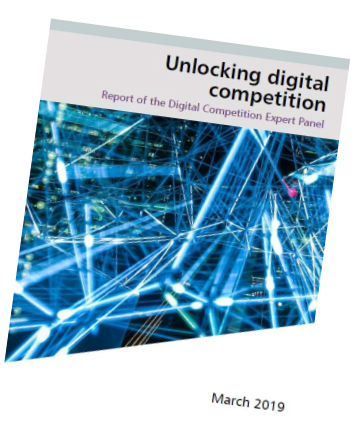 Unlocking digital
competition
Report of the Digital Competition Expert Panel
March 2019